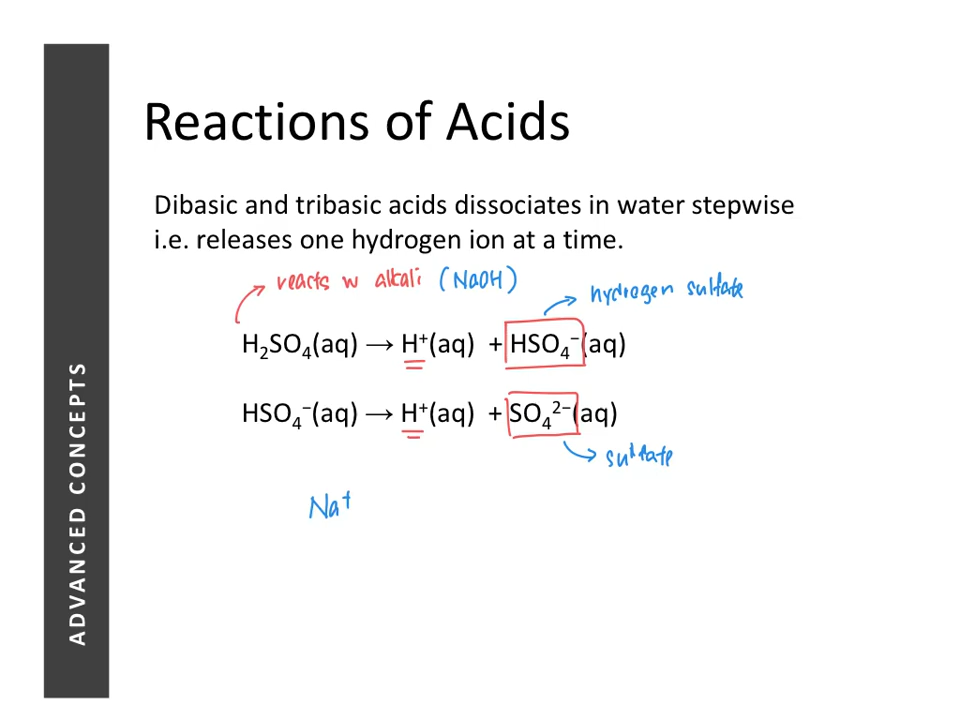 ADVANCED CONCEPTS
Reactions of Acids
Dibasic and tribasic acids dissociates in water stepwise
i.e. releases one hydrogen ion at a time.
reacts w alkali (NaOH)
hydrogen sulfate
H₂SO₄(aq) → H⁺(aq) + HSO₄⁻(aq)
HSO₄⁻(aq) → H⁺(aq) + SO₄²⁻(aq)
sulfate
Na⁺